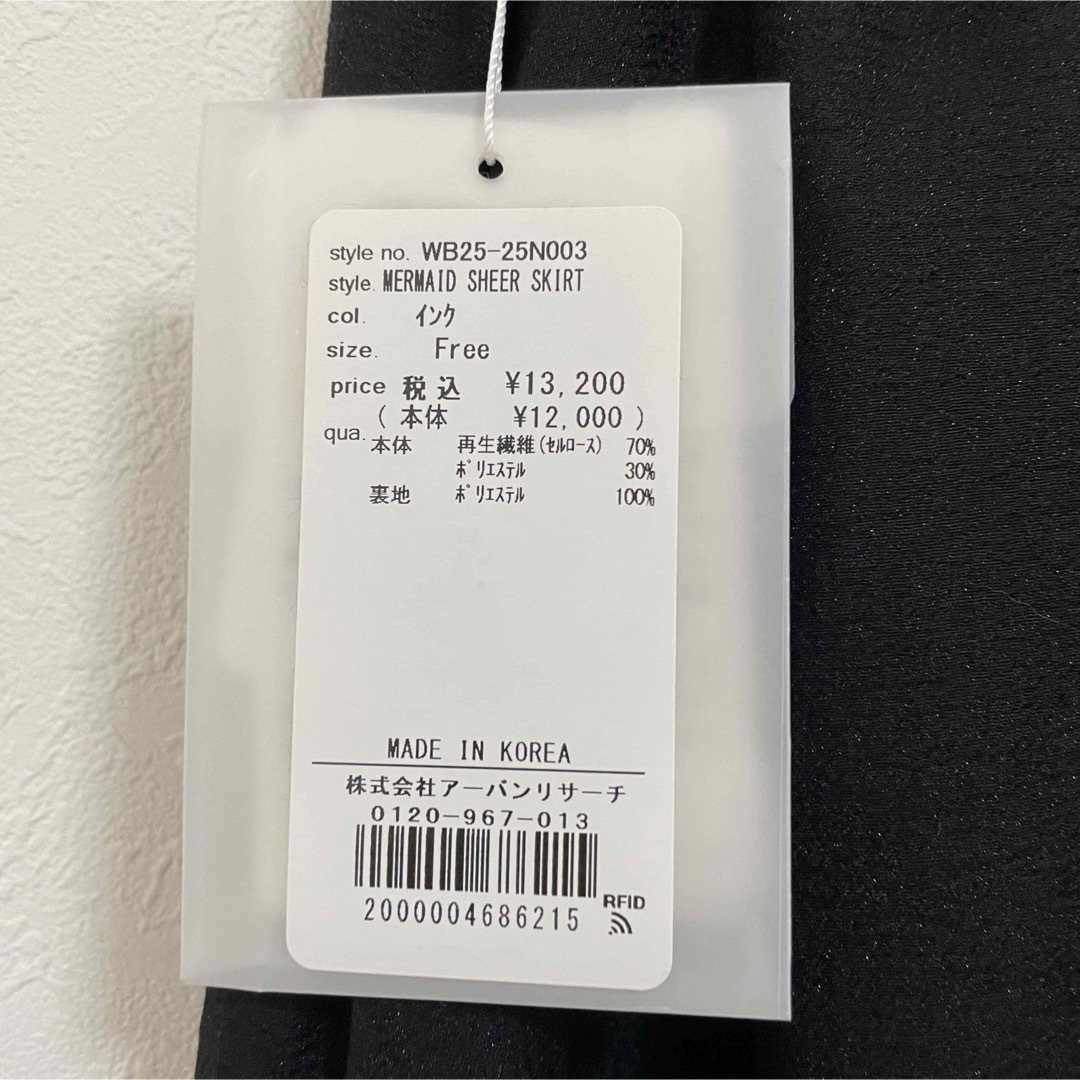 style no. WB25-25N003
style. MERMAID SHEER SKIRT
col. ｲﾝｸ
size. Free
price 税込 ¥13,200
( 本体 ¥12,000 )
qua. 本体 再生繊維(ｾﾙﾛｰｽ) 70%
ﾎﾟﾘｴｽﾃﾙ 30%
裏地 ﾎﾟﾘｴｽﾃﾙ 100%
MADE IN KOREA
株式会社アーバンリサーチ
0120-967-013
2000004686215
RFID